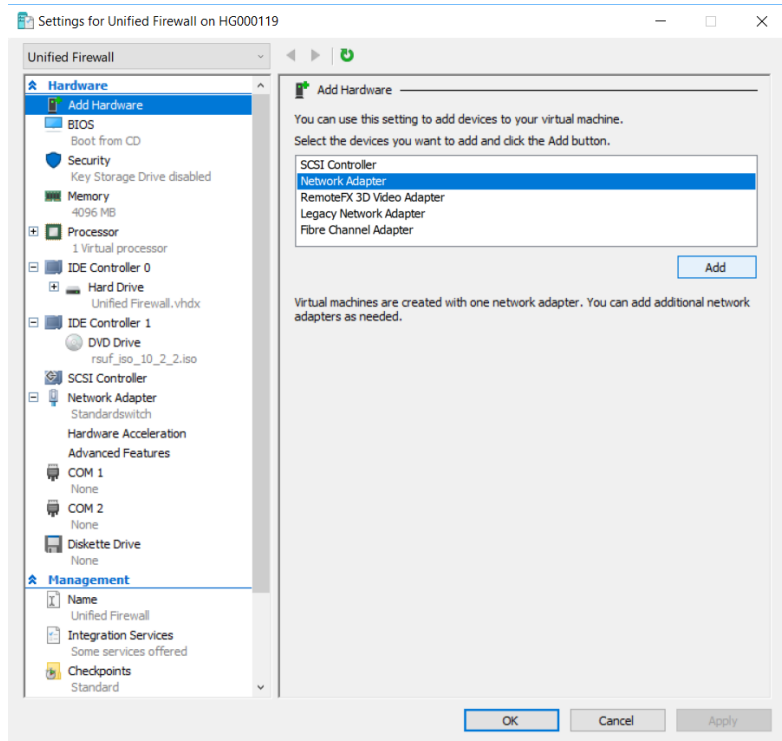 Settings for Unified Firewall on HG000119
Unified Firewall
Hardware
Add Hardware
BIOS
Boot from CD
Security
Key Storage Drive disabled
Memory
4096 MB
Processor
1 Virtual processor
IDE Controller 0
Hard Drive
Unified Firewall.vhdx
IDE Controller 1
DVD Drive
rsuf_iso_10_2_2.iso
SCSI Controller
Network Adapter
Standardswitch
Hardware Acceleration
Advanced Features
COM 1
None
COM 2
None
Diskette Drive
None
Management
Name
Unified Firewall
Integration Services
Some services offered
Checkpoints
Standard
Add Hardware
You can use this setting to add devices to your virtual machine.
Select the devices you want to add and click the Add button.
SCSI Controller
Network Adapter
RemoteFX 3D Video Adapter
Legacy Network Adapter
Fibre Channel Adapter
Add
Virtual machines are created with one network adapter. You can add additional network
adapters as needed.
OK
Cancel
Apply